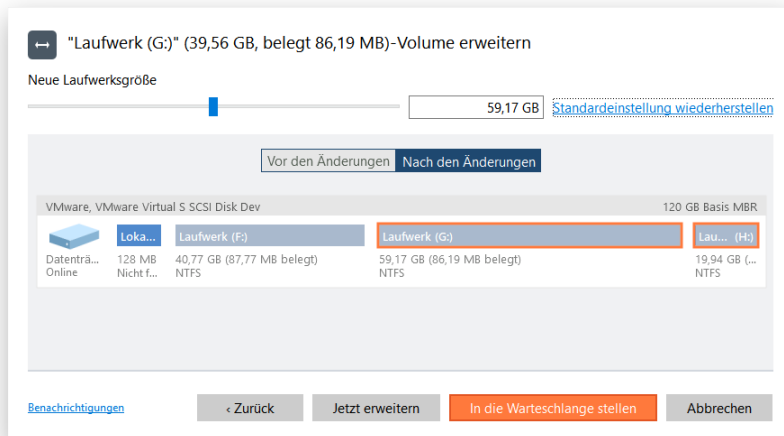 "Laufwerk (G:)" (39,56 GB, belegt 86,19 MB)-Volume erweitern
Neue Laufwerksgröße
59,17 GB Standardeinstellung wiederherstellen
Vor den Änderungen Nach den Änderungen
VMware, VMware Virtual S SCSI Disk Dev 120 GB Basis MBR
Loka... Laufwerk (F:) Laufwerk (G:) Lau... (H:)
Datenträ... 128 MB 40,77 GB (87,77 MB belegt) 59,17 GB (86,19 MB belegt) 19,94 GB (...
Online Nicht f... NTFS NTFS NTFS
Benachrichtigungen ‹ Zurück Jetzt erweitern In die Warteschlange stellen Abbrechen